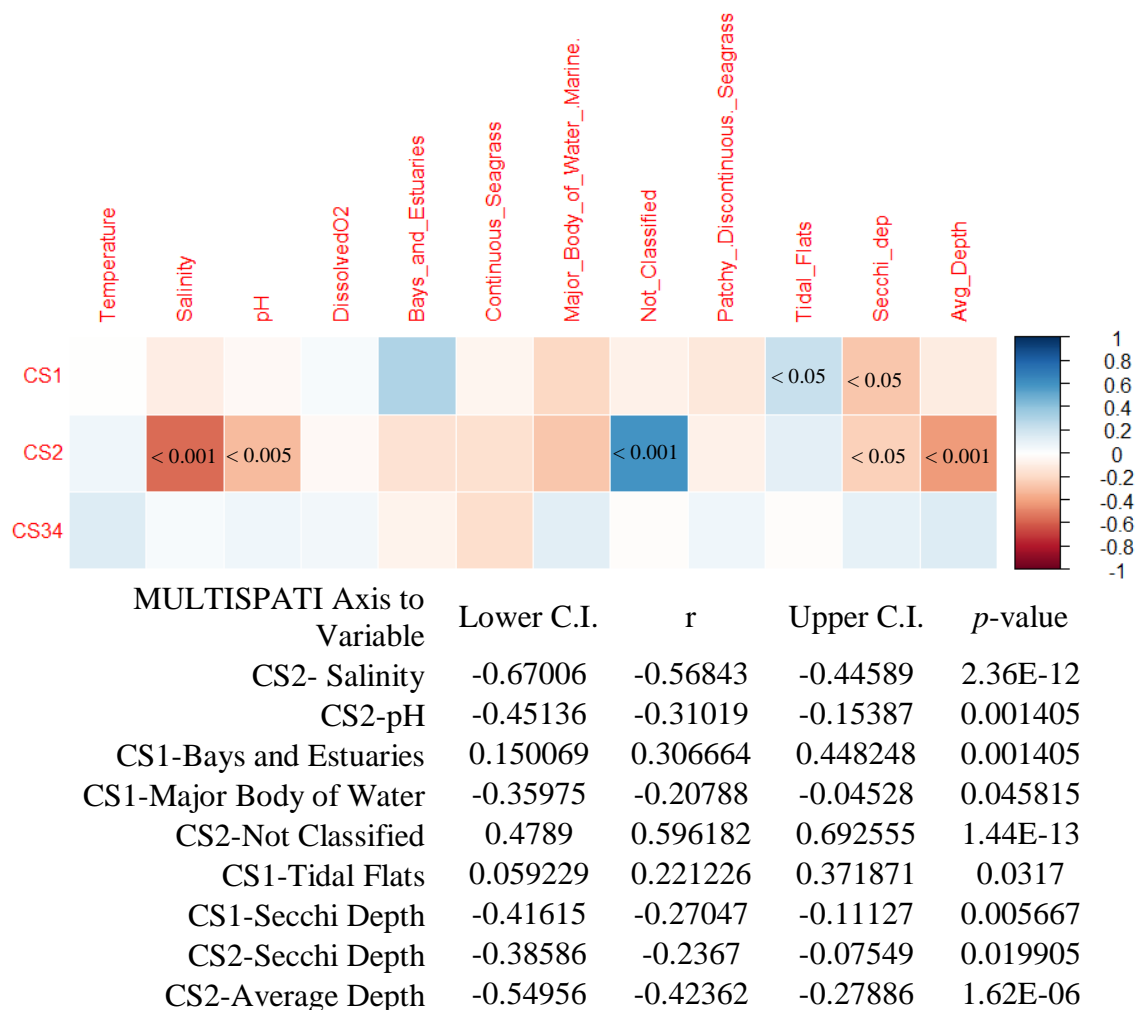 Temperature
Salinity
pH
DissolvedO2
Bays_and_Estuaries
Continuous_Seagrass
Major_Body_of_Water_.Marine.
Not_Classified
Patchy_.Discontinuous._Seagrass
Tidal_Flats
Secchi_dep
Avg_Depth
CS1 < 0.05 < 0.05
CS2 < 0.001 < 0.005 < 0.001 < 0.05 < 0.001
CS34
1
0.8
0.6
0.4
0.2
0
-0.2
-0.4
-0.6
-0.8
-1
MULTISPATI Axis to
Variable Lower C.I. r Upper C.I. p-value
CS2- Salinity -0.67006 -0.56843 -0.44589 2.36E-12
CS2-pH -0.45136 -0.31019 -0.15387 0.001405
CS1-Bays and Estuaries 0.150069 0.306664 0.448248 0.001405
CS1-Major Body of Water -0.35975 -0.20788 -0.04528 0.045815
CS2-Not Classified 0.4789 0.596182 0.692555 1.44E-13
CS1-Tidal Flats 0.059229 0.221226 0.371871 0.0317
CS1-Secchi Depth -0.41615 -0.27047 -0.11127 0.005667
CS2-Secchi Depth -0.38586 -0.2367 -0.07549 0.019905
CS2-Average Depth -0.54956 -0.42362 -0.27886 1.62E-06